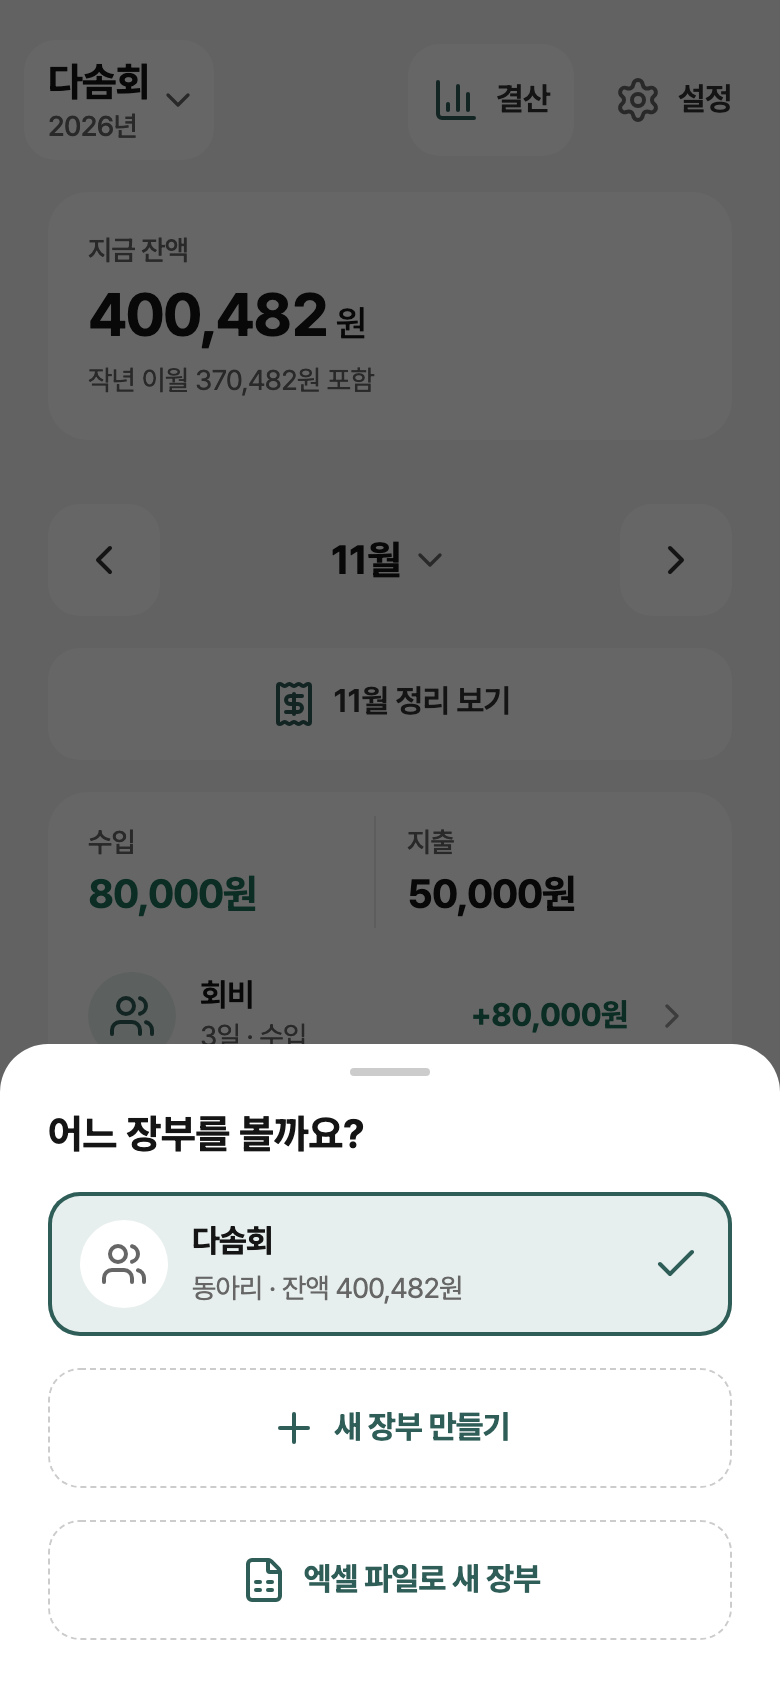 다솜회
2026년
결산
설정
지금 잔액
400,482 원
작년 이월 370,482원 포함
11월
11월 정리 보기
수입
80,000원
지출
50,000원
회비
3일 · 수입
+80,000원
어느 장부를 볼까요?
다솜회
동아리 · 잔액 400,482원
새 장부 만들기
엑셀 파일로 새 장부